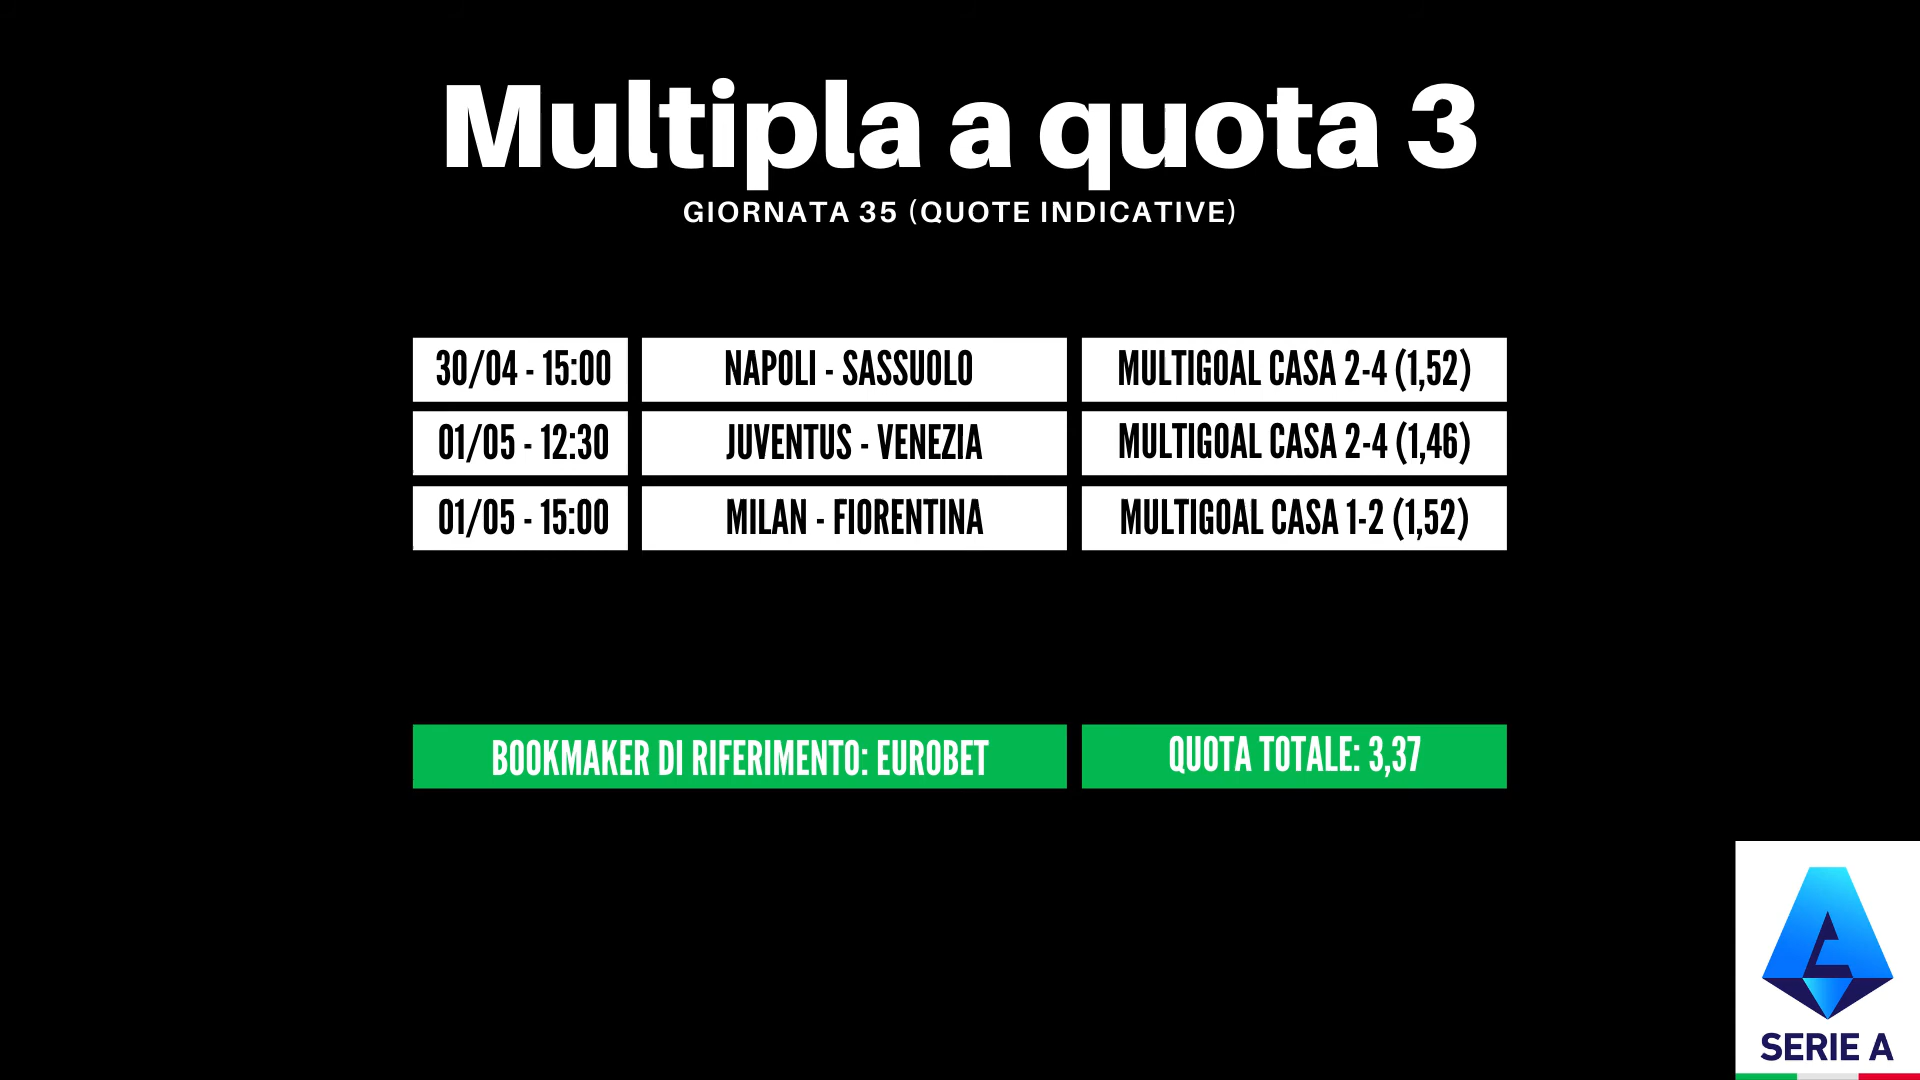 Multipla a quota 3
GIORNATA 35 (QUOTE INDICATIVE)
30/04 - 15:00 NAPOLI - SASSUOLO MULTIGOAL CASA 2-4 (1,52)
01/05 - 12:30 JUVENTUS - VENEZIA MULTIGOAL CASA 2-4 (1,46)
01/05 - 15:00 MILAN - FIORENTINA MULTIGOAL CASA 1-2 (1,52)
BOOKMAKER DI RIFERIMENTO: EUROBET QUOTA TOTALE: 3,37
SERIE A